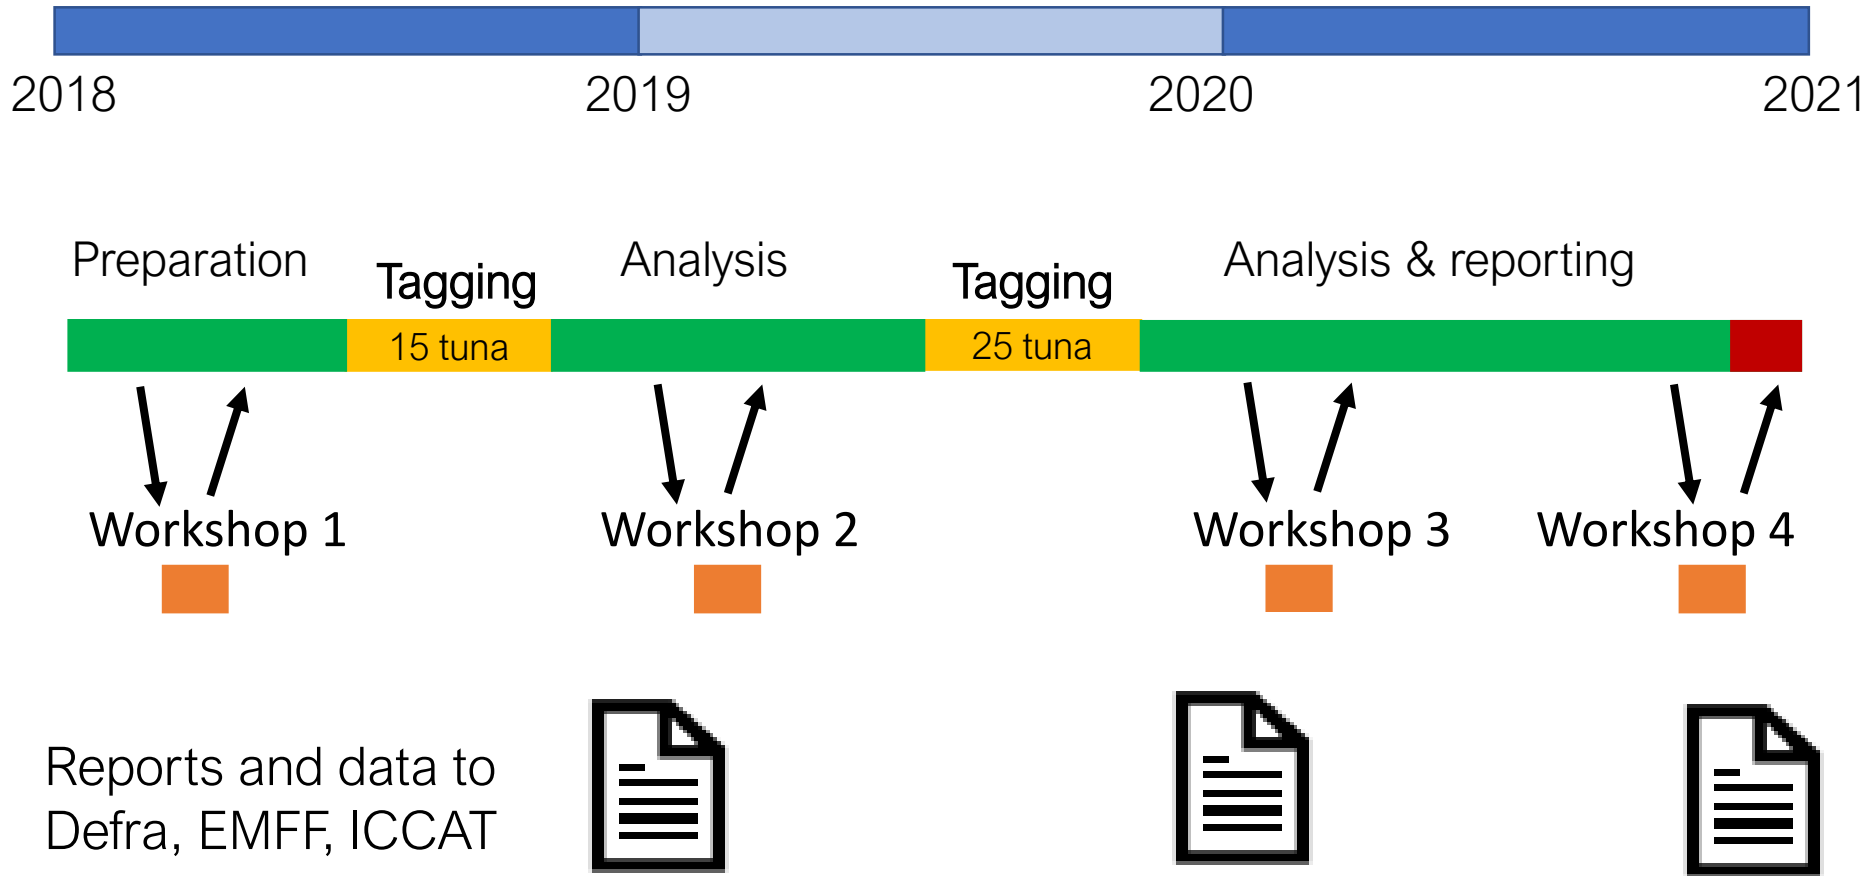 2018
2019
2020
2021
Preparation
Tagging
Analysis
Tagging
Analysis & reporting
15 tuna
25 tuna
Workshop 1
Workshop 2
Workshop 3
Workshop 4
Reports and data to
Defra, EMFF, ICCAT